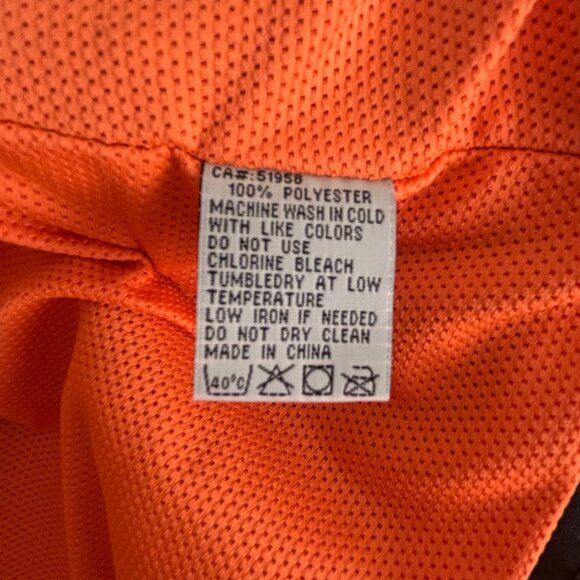 CA#:51958
100% POLYESTER
MACHINE WASH IN COLD
WITH LIKE COLORS
DO NOT USE
CHLORINE BLEACH
TUMBLEDRY AT LOW
TEMPERATURE
LOW IRON IF NEEDED
DO NOT DRY CLEAN
MADE IN CHINA
40°C